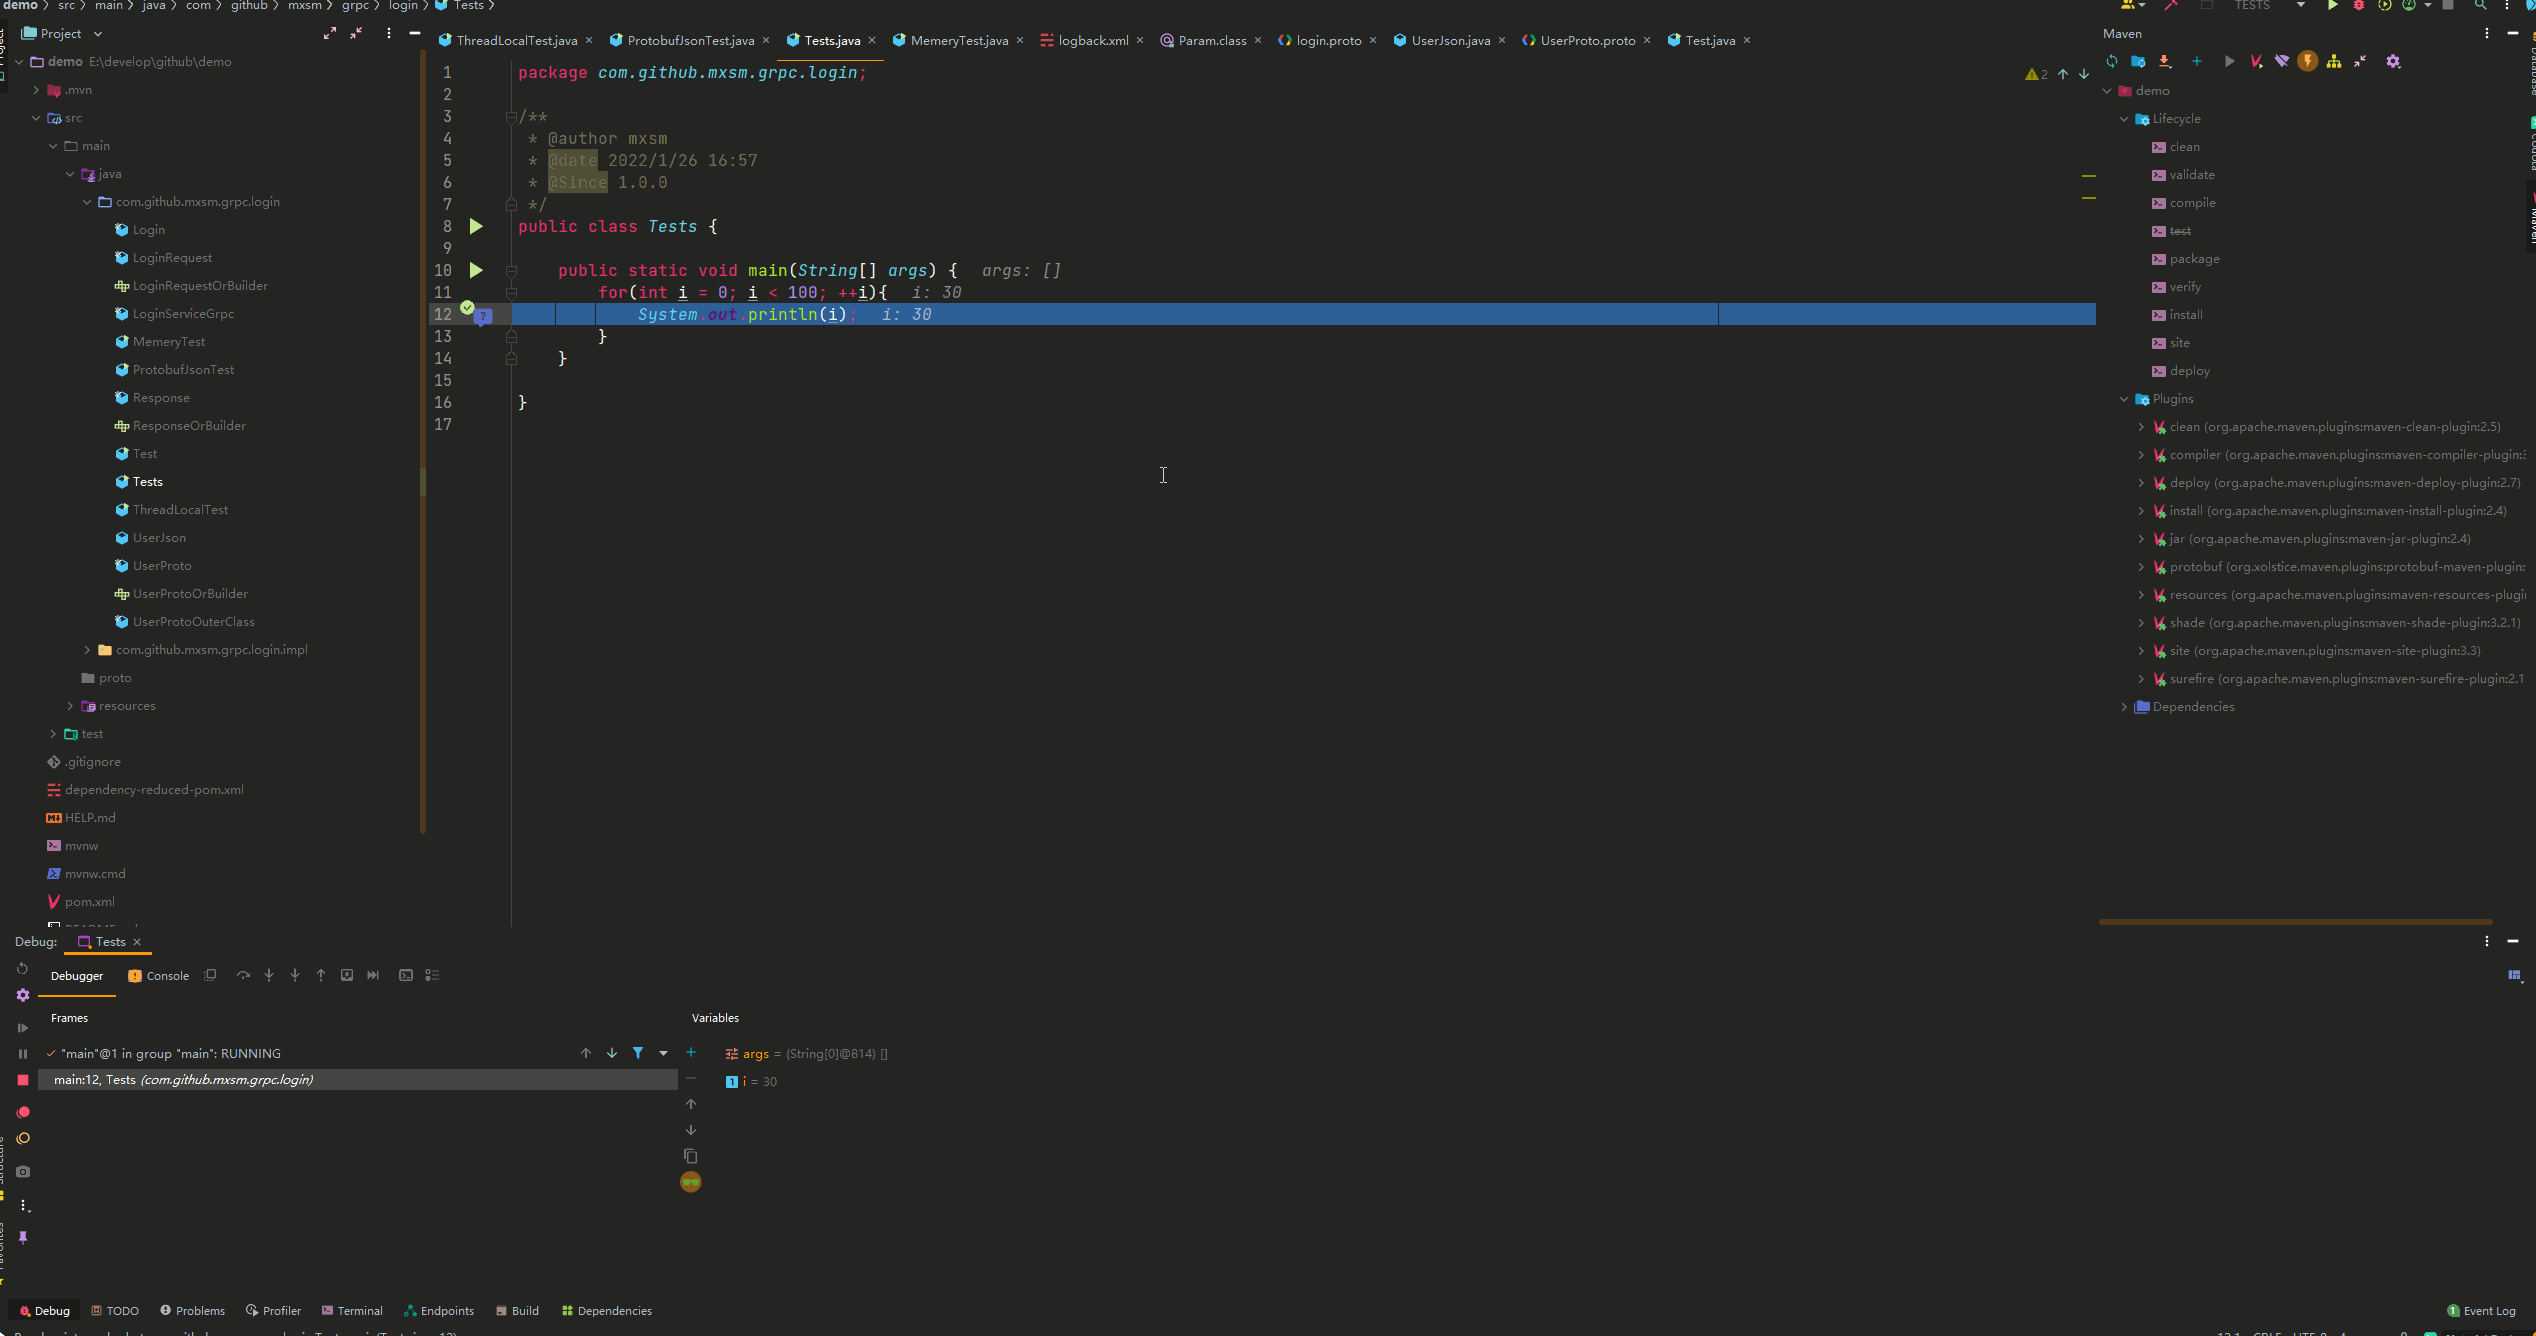 demo > src > main > java > com > github > mxsm > grpc > login > Tests >
TESTS
Project
ThreadLocalTest.java
ProtobufJsonTest.java
Tests.java
MemeryTest.java
logback.xml
Param.class
login.proto
UserJson.java
UserProto.proto
Test.java
Maven
demo E:\develop\github\demo
.mvn
src
main
java
com.github.mxsm.grpc.login
Login
LoginRequest
LoginRequestOrBuilder
LoginServiceGrpc
MemeryTest
ProtobufJsonTest
Response
ResponseOrBuilder
Test
Tests
ThreadLocalTest
UserJson
UserProto
UserProtoOrBuilder
UserProtoOuterClass
com.github.mxsm.grpc.login.impl
proto
resources
test
.gitignore
dependency-reduced-pom.xml
HELP.md
mvnw
mvnw.cmd
pom.xml
1 package com.github.mxsm.grpc.login;
2
3 /**
4 * @author mxsm
5 * @date 2022/1/26 16:57
6 * @Since 1.0.0
7 */
8 public class Tests {
9
10 public static void main(String[] args) { args: []
11 for(int i = 0; i < 100; ++i){ i: 30
12 System.out.println(i); i: 30
13 }
14 }
15
16 }
17
2
demo
Lifecycle
clean
validate
compile
test
package
verify
install
site
deploy
Plugins
clean (org.apache.maven.plugins:maven-clean-plugin:2.5)
compiler (org.apache.maven.plugins:maven-compiler-plugin:
deploy (org.apache.maven.plugins:maven-deploy-plugin:2.7)
install (org.apache.maven.plugins:maven-install-plugin:2.4)
jar (org.apache.maven.plugins:maven-jar-plugin:2.4)
protobuf (org.xolstice.maven.plugins:protobuf-maven-plugin:
resources (org.apache.maven.plugins:maven-resources-plugi
shade (org.apache.maven.plugins:maven-shade-plugin:3.2.1)
site (org.apache.maven.plugins:maven-site-plugin:3.3)
surefire (org.apache.maven.plugins:maven-surefire-plugin:2.1
Dependencies
Debug: Tests
Debugger Console
Frames
Variables
"main"@1 in group "main": RUNNING
main:12, Tests (com.github.mxsm.grpc.login)
args = {String[0]@814} []
i = 30
Debug TODO Problems Profiler Terminal Endpoints Build Dependencies
1 Event Log